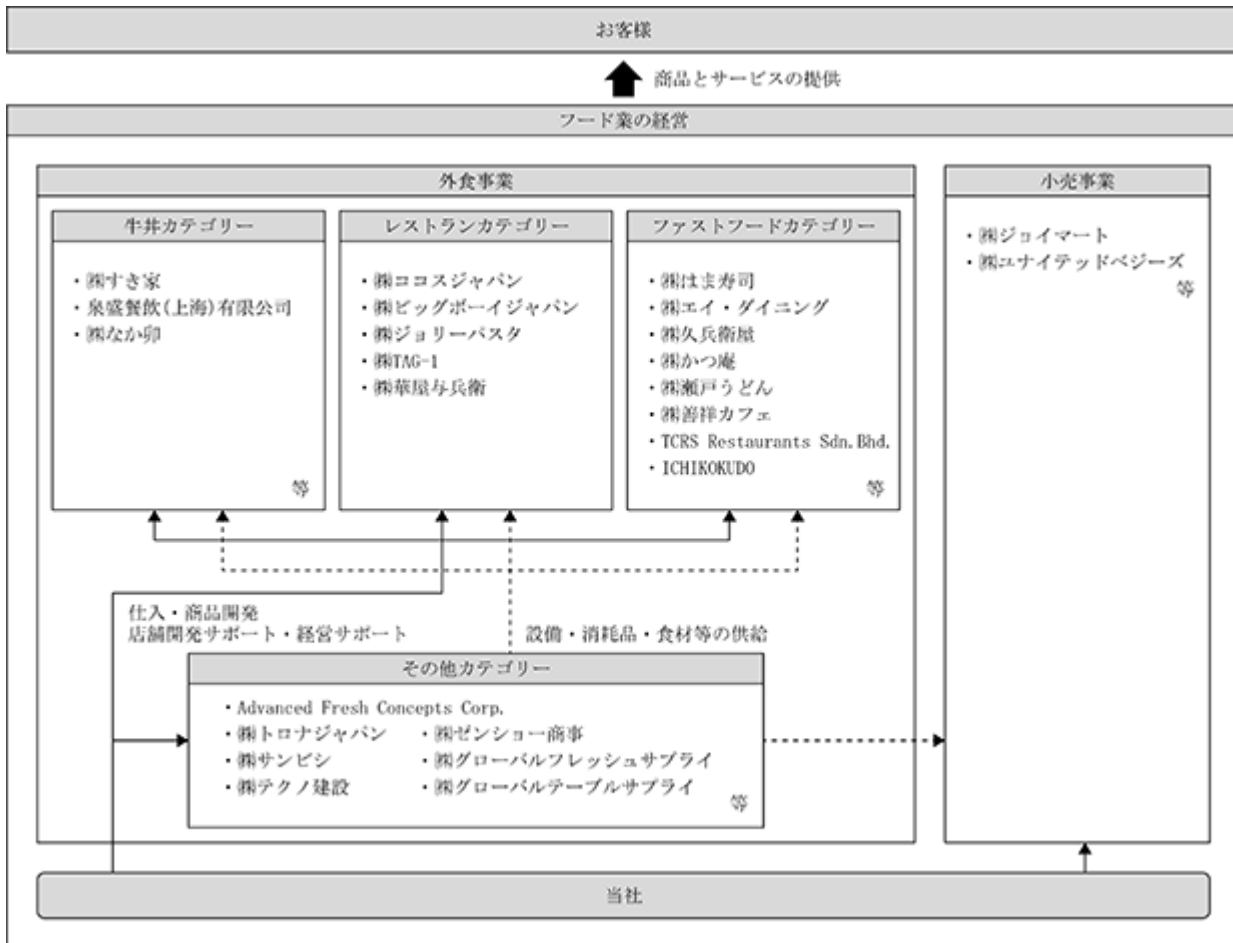 お客様
商品とサービスの提供
フード業の経営
外食事業
牛丼カテゴリー
・㈱すき家
・泉盛餐飲(上海)有限公司
・㈱なか卯
等
レストランカテゴリー
・㈱ココスジャパン
・㈱ビッグボーイジャパン
・㈱ジョリーパスタ
・㈱TAG-1
・㈱華屋与兵衛
ファストフードカテゴリー
・㈱はま寿司
・㈱エイ・ダイニング
・㈱久兵衛屋
・㈱かつ庵
・㈱瀬戸うどん
・㈱善祥カフェ
・TCRS Restaurants Sdn.Bhd.
・ICHIKOKUDO
等
小売事業
・㈱ジョイマート
・㈱ユナイテッドベジーズ
等
仕入・商品開発
店舗開発サポート・経営サポート
設備・消耗品・食材等の供給
その他カテゴリー
・Advanced Fresh Concepts Corp.
・㈱トロナジャパン ・㈱ゼンショー商事
・㈱サンビシ ・㈱グローバルフレッシュサプライ
・㈱テクノ建設 ・㈱グローバルテーブルサプライ
等
当社